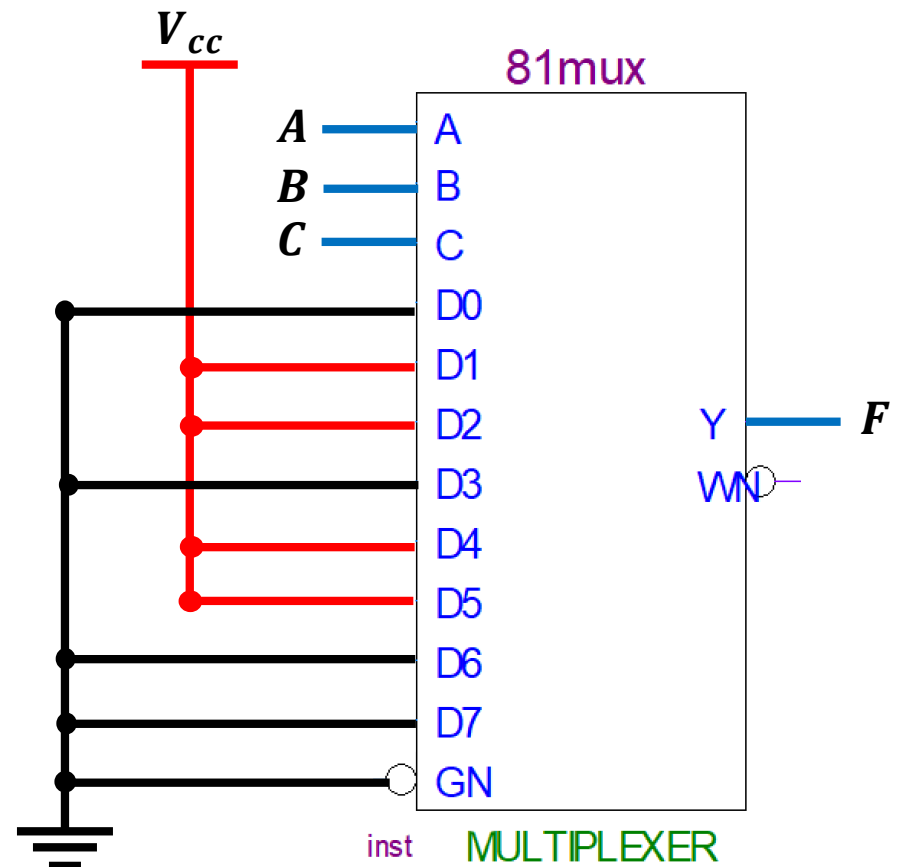 Vcc
81mux
A A
B B
C C
D0
D1
D2
Y F
D3
WN
D4
D5
D6
D7
GN
inst MULTIPLEXER